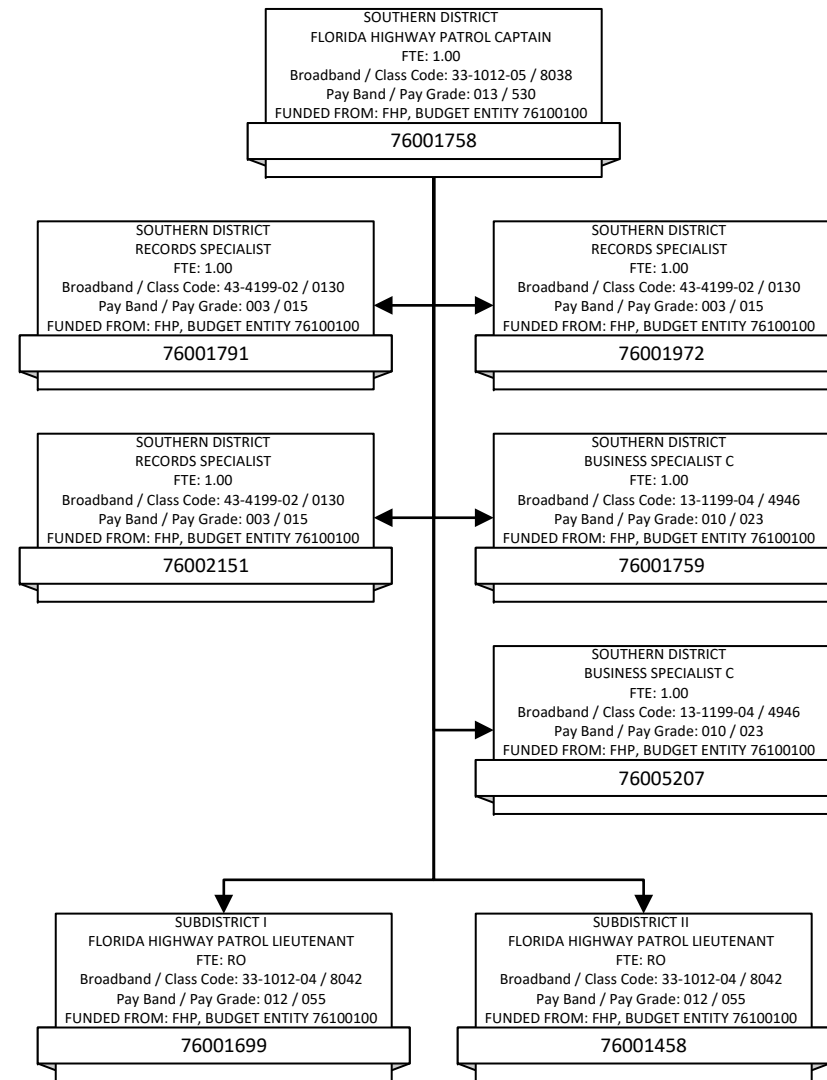 SOUTHERN DISTRICT
FLORIDA HIGHWAY PATROL CAPTAIN
FTE: 1.00
Broadband / Class Code: 33-1012-05 / 8038
Pay Band / Pay Grade: 013 / 530
FUNDED FROM: FHP, BUDGET ENTITY 76100100
76001758
SOUTHERN DISTRICT
RECORDS SPECIALIST
FTE: 1.00
Broadband / Class Code: 43-4199-02 / 0130
Pay Band / Pay Grade: 003 / 015
FUNDED FROM: FHP, BUDGET ENTITY 76100100
76001791
SOUTHERN DISTRICT
RECORDS SPECIALIST
FTE: 1.00
Broadband / Class Code: 43-4199-02 / 0130
Pay Band / Pay Grade: 003 / 015
FUNDED FROM: FHP, BUDGET ENTITY 76100100
76001972
SOUTHERN DISTRICT
RECORDS SPECIALIST
FTE: 1.00
Broadband / Class Code: 43-4199-02 / 0130
Pay Band / Pay Grade: 003 / 015
FUNDED FROM: FHP, BUDGET ENTITY 76100100
76002151
SOUTHERN DISTRICT
BUSINESS SPECIALIST C
FTE: 1.00
Broadband / Class Code: 13-1199-04 / 4946
Pay Band / Pay Grade: 010 / 023
FUNDED FROM: FHP, BUDGET ENTITY 76100100
76001759
SOUTHERN DISTRICT
BUSINESS SPECIALIST C
FTE: 1.00
Broadband / Class Code: 13-1199-04 / 4946
Pay Band / Pay Grade: 010 / 023
FUNDED FROM: FHP, BUDGET ENTITY 76100100
76005207
SUBDISTRICT I
FLORIDA HIGHWAY PATROL LIEUTENANT
FTE: RO
Broadband / Class Code: 33-1012-04 / 8042
Pay Band / Pay Grade: 012 / 055
FUNDED FROM: FHP, BUDGET ENTITY 76100100
76001699
SUBDISTRICT II
FLORIDA HIGHWAY PATROL LIEUTENANT
FTE: RO
Broadband / Class Code: 33-1012-04 / 8042
Pay Band / Pay Grade: 012 / 055
FUNDED FROM: FHP, BUDGET ENTITY 76100100
76001458